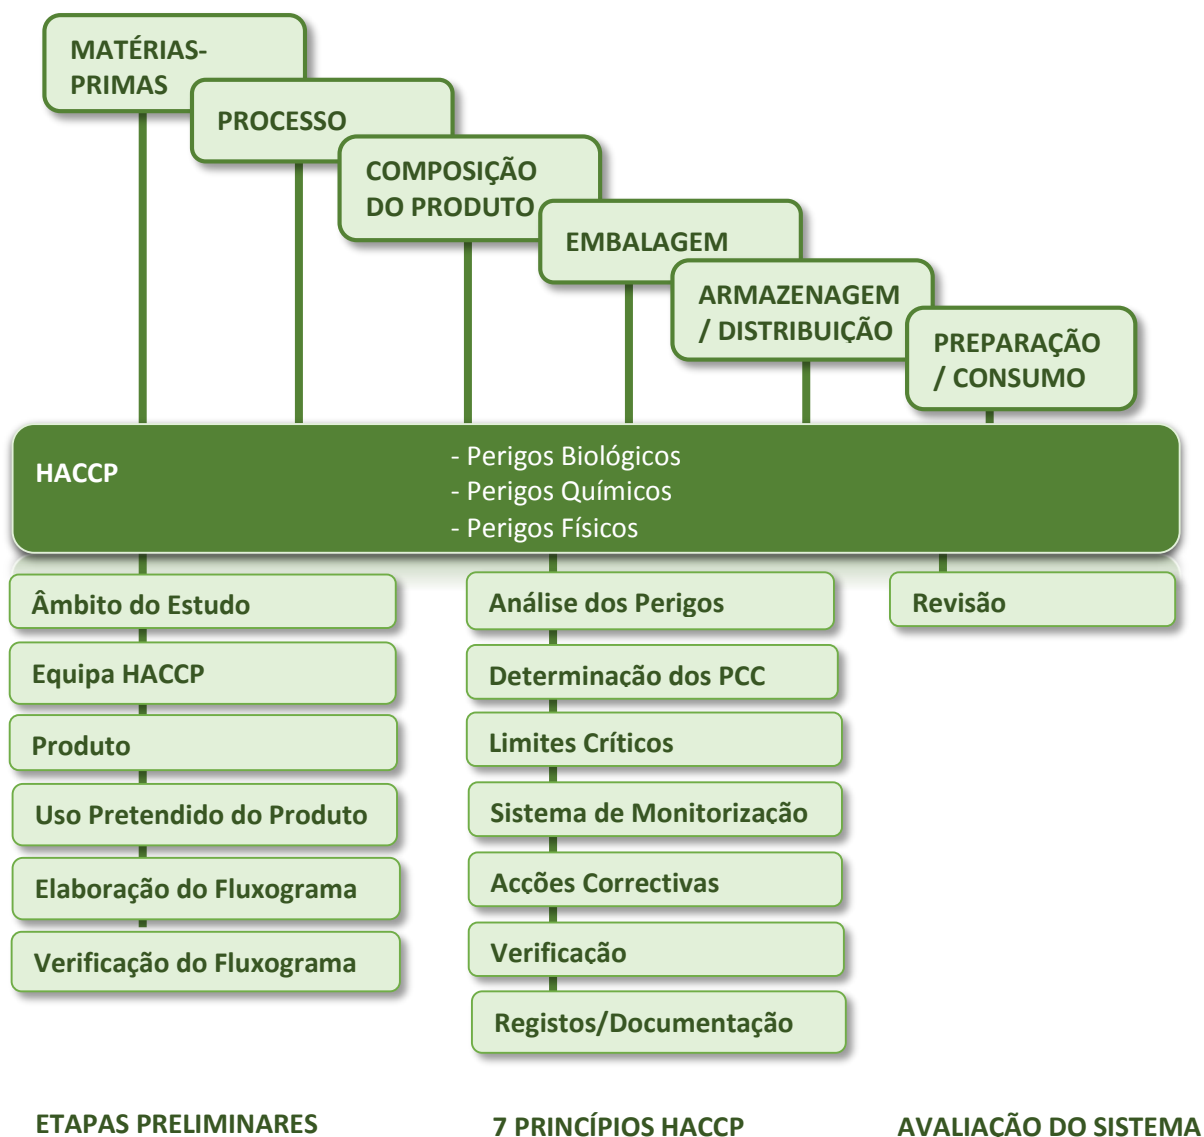 MATÉRIAS-
PRIMAS
PROCESSO
COMPOSIÇÃO
DO PRODUTO
EMBALAGEM
ARMAZENAGEM
/ DISTRIBUIÇÃO
PREPARAÇÃO
/ CONSUMO
HACCP
- Perigos Biológicos
- Perigos Químicos
- Perigos Físicos
Âmbito do Estudo
Equipa HACCP
Produto
Uso Pretendido do Produto
Elaboração do Fluxograma
Verificação do Fluxograma
ETAPAS PRELIMINARES
Análise dos Perigos
Determinação dos PCC
Limites Críticos
Sistema de Monitorização
Acções Correctivas
Verificação
Registos/Documentação
7 PRINCÍPIOS HACCP
Revisão
AVALIAÇÃO DO SISTEMA